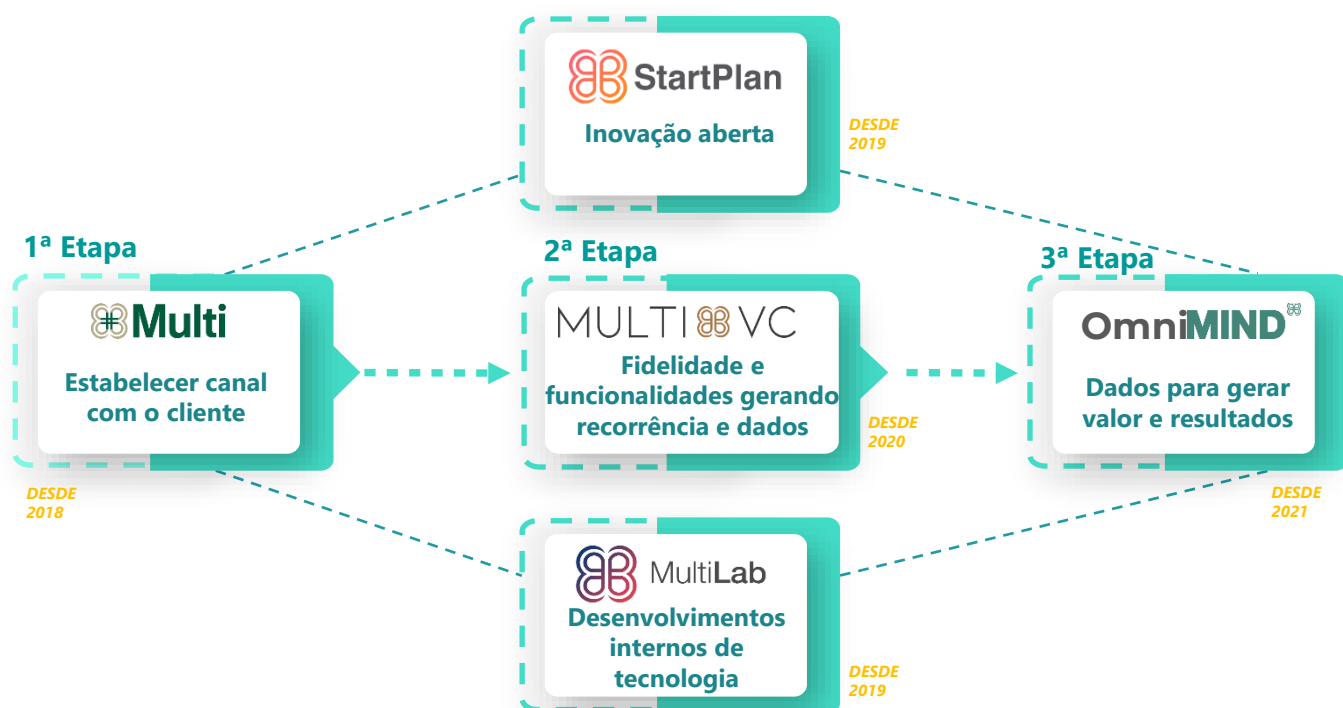 StartPlan
Inovação aberta
DESDE
2019
1ª Etapa
Multi
Estabelecer canal
com o cliente
DESDE
2018
2ª Etapa
MULTI VC
Fidelidade e
funcionalidades gerando
recorrência e dados
DESDE
2020
3ª Etapa
OmniMIND
Dados para gerar
valor e resultados
DESDE
2021
MultiLab
Desenvolvimentos
internos de
tecnologia
DESDE
2019